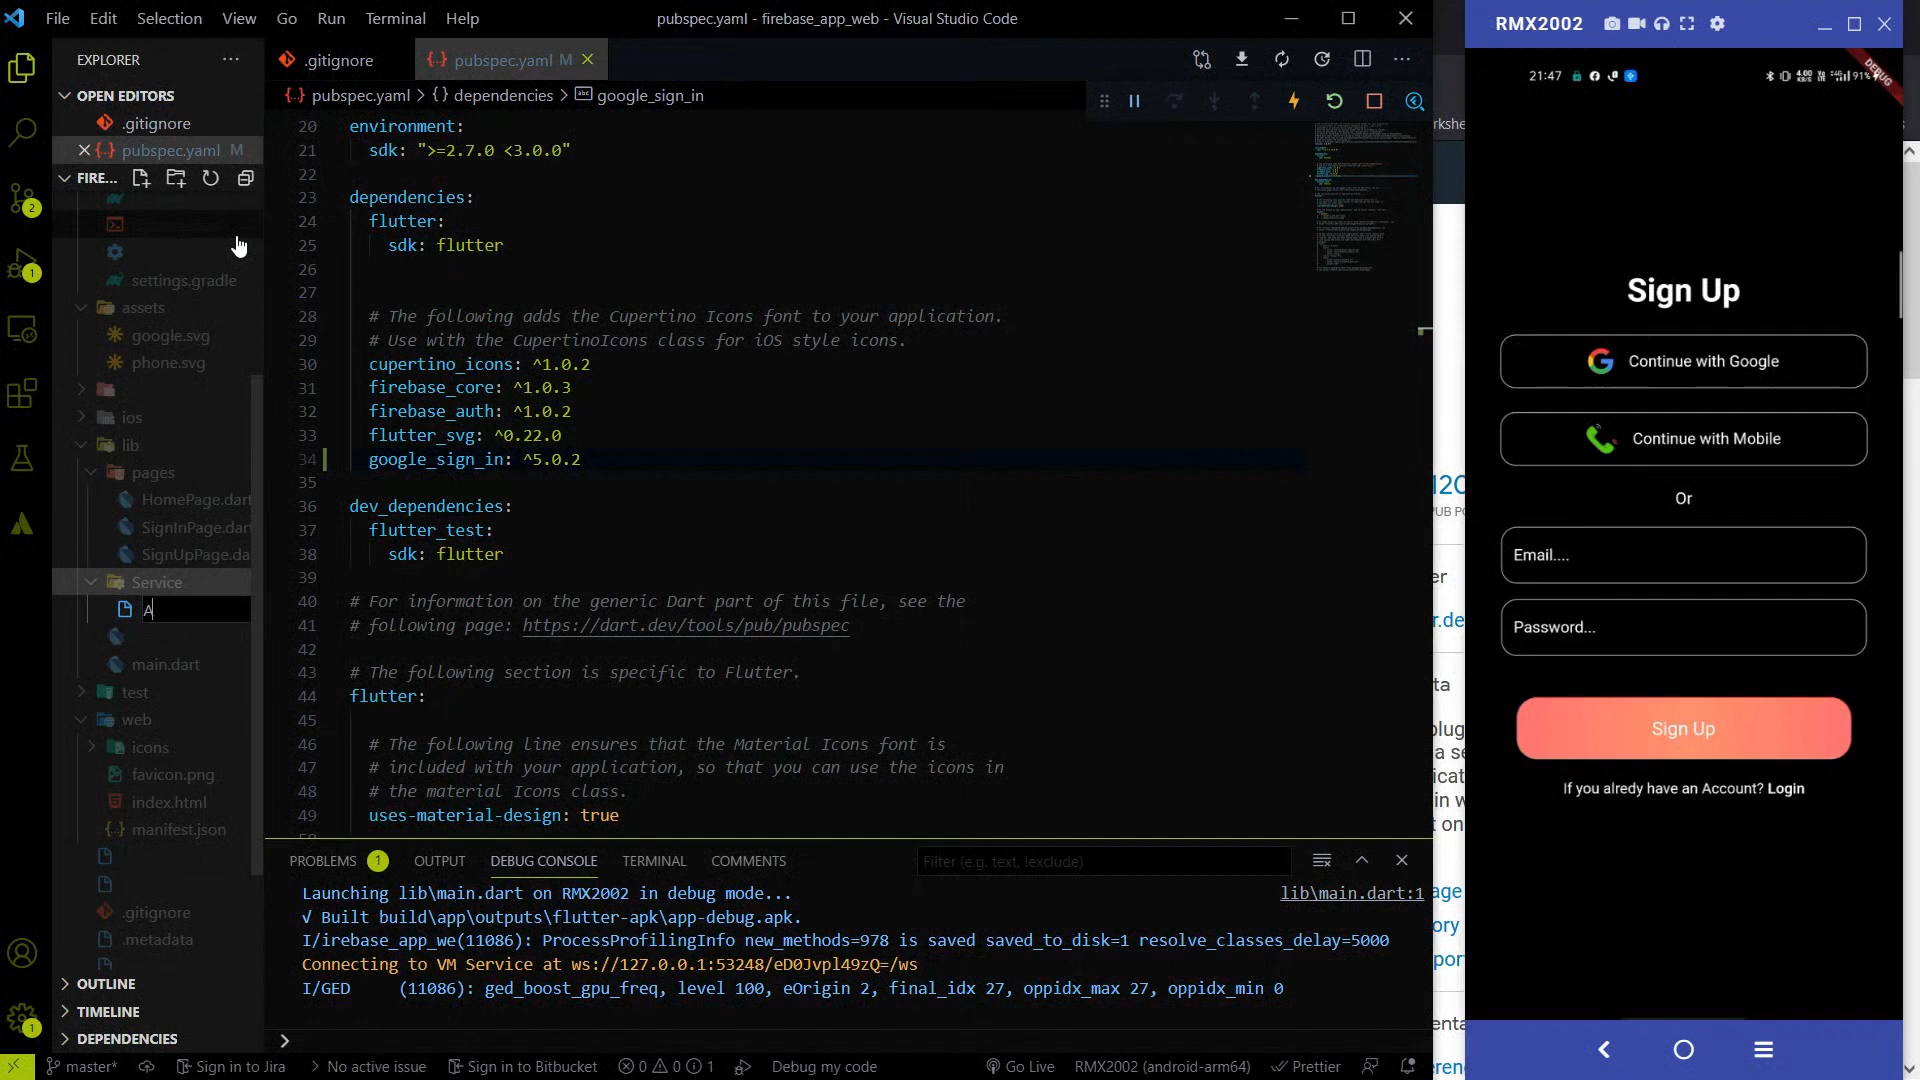 File Edit Selection View Go Run Terminal Help
pubspec.yaml - firebase_app_web - Visual Studio Code
EXPLORER
OPEN EDITORS
.gitignore
pubspec.yaml M
FIRE...
settings.gradle
assets
google.svg
phone.svg
ios
lib
pages
HomePage.dart
SignInPage.dar
SignUpPage.da
Service
A
main.dart
test
web
icons
favicon.png
index.html
manifest.json
.gitignore
.metadata
OUTLINE
TIMELINE
DEPENDENCIES
2
1
1
.gitignore
pubspec.yaml M
pubspec.yaml > {} dependencies > google_sign_in
20 environment:
21 sdk: ">=2.7.0 <3.0.0"
22
23 dependencies:
24 flutter:
25 sdk: flutter
26
27
28 # The following adds the Cupertino Icons font to your application.
29 # Use with the CupertinoIcons class for iOS style icons.
30 cupertino_icons: ^1.0.2
31 firebase_core: ^1.0.3
32 firebase_auth: ^1.0.2
33 flutter_svg: ^0.22.0
34 google_sign_in: ^5.0.2
35
36 dev_dependencies:
37 flutter_test:
38 sdk: flutter
39
40 # For information on the generic Dart part of this file, see the
41 # following page: https://dart.dev/tools/pub/pubspec
42
43 # The following section is specific to Flutter.
44 flutter:
45
46 # The following line ensures that the Material Icons font is
47 # included with your application, so that you can use the icons in
48 # the material Icons class.
49 uses-material-design: true
PROBLEMS 1 OUTPUT DEBUG CONSOLE TERMINAL COMMENTS
Filter (e.g. text, !exclude)
Launching lib\main.dart on RMX2002 in debug mode...
lib\main.dart:1
√ Built build\app\outputs\flutter-apk\app-debug.apk.
I/irebase_app_we(11086): ProcessProfilingInfo new_methods=978 is saved saved_to_disk=1 resolve_classes_delay=5000
Connecting to VM Service at ws://127.0.0.1:53248/eD0Jvpl49zQ=/ws
I/GED (11086): ged_boost_gpu_freq, level 100, eOrigin 2, final_idx 27, oppidx_max 27, oppidx_min 0
master* Sign in to Jira No active issue Sign in to Bitbucket 0 0 1 Debug my code Go Live RMX2002 (android-arm64) Prettier
RMX2002
21:47
91%
DEBUG
Sign Up
Continue with Google
Continue with Mobile
Or
Email....
Password...
Sign Up
If you alredy have an Account? Login